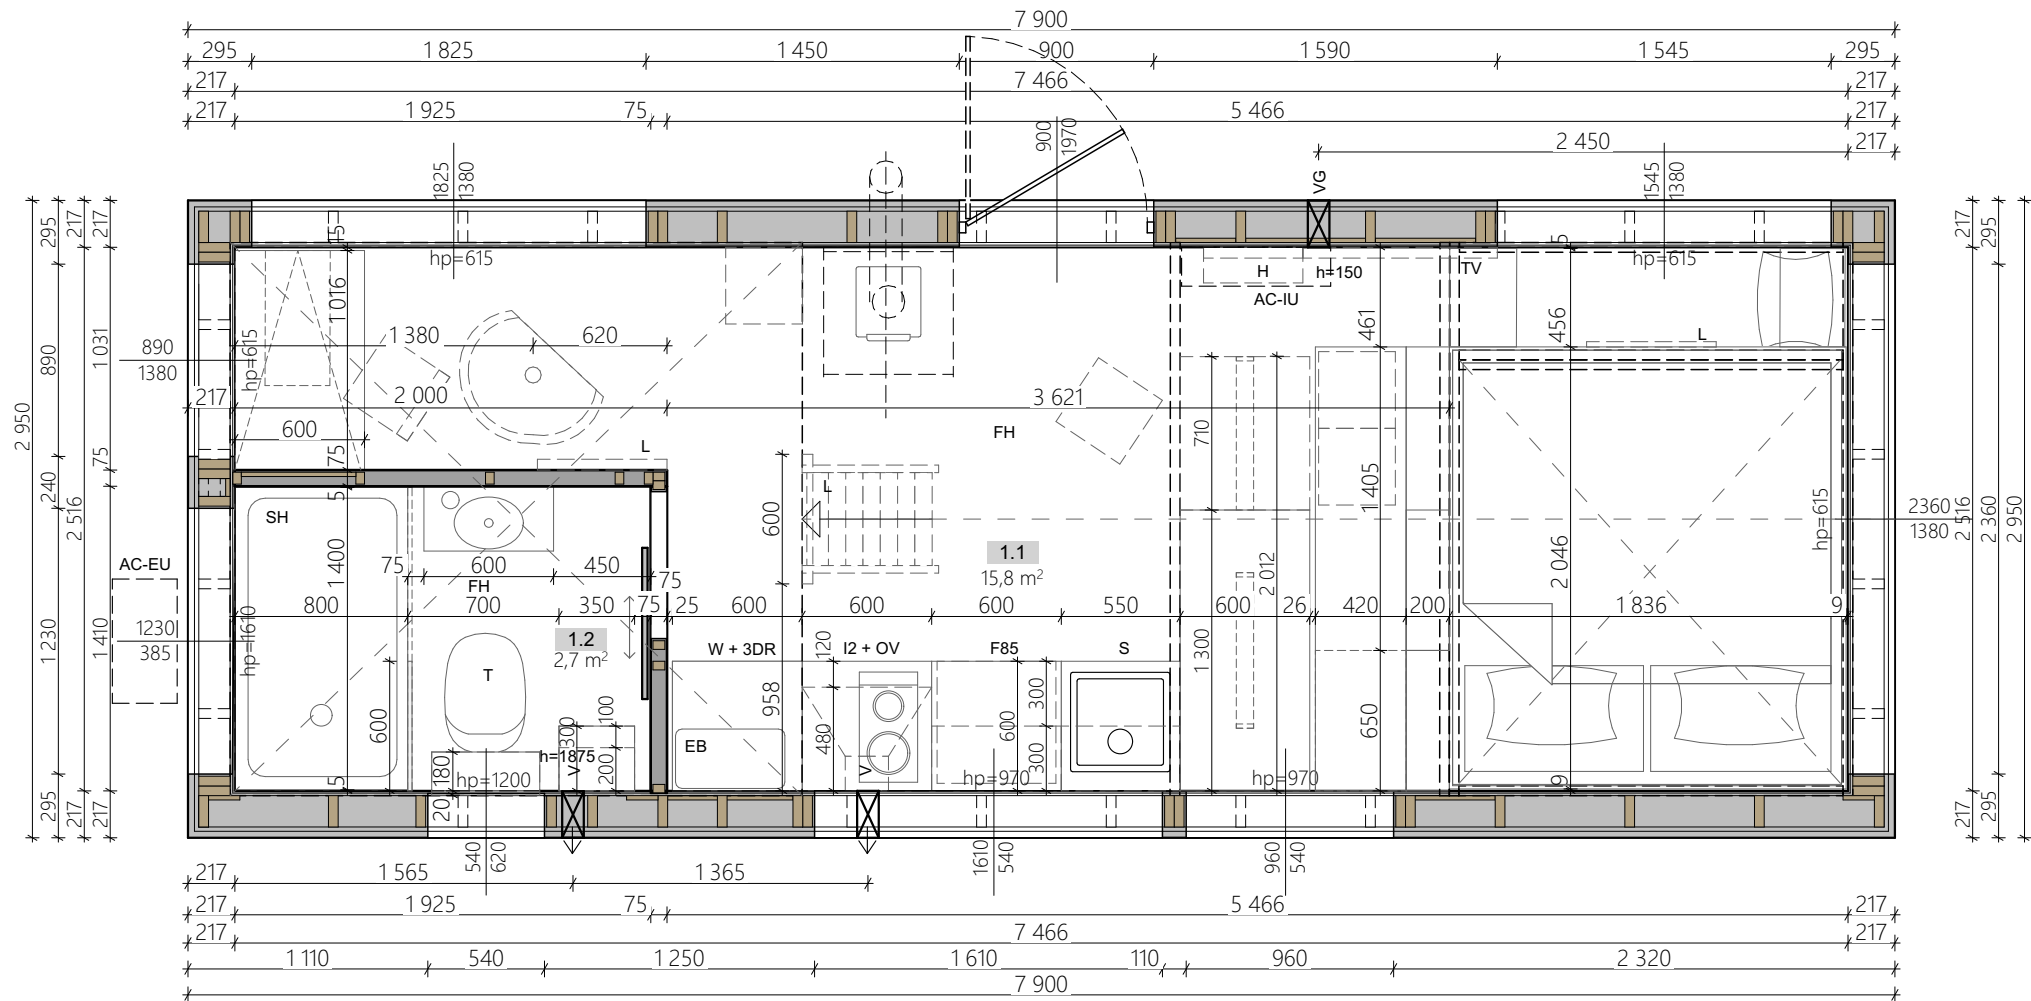 7 900
295 1 825 1 450 900 1 590 1 545 295
217 7 466 217
217 1 925 75 5 466 217
2 450 217
1825
1380
900
1970
VG
1545
1380
2 950
295
890
240
1 230
295
217
2 516
217
217
1 031
75
1 410
217
15
hp=615
H
h=150
AC-IU
TV
5
hp=615
217
295
1 016
1 380 620
461
456
L
890
1380
hp=615
217 2 000 3 621
600
75
L
FH
710
1 405
5
SH
L
600
1.1
15,8 m²
2 012
2 046
hp=615
2360
1380
2 516
2 360
2 950
AC-EU
1 400
75 600 450
75
FH
800 700 350 75 25 600 600 600 550 600 26 420 200 1 836 9
1230
385
hp=1610
1.2
2,7 m²
W + 3DR
120
I2 + OV
F85
S
1 300
T
600
958
480
600
300
300
650
300
100
200
h=1875
V
EB
V
5
180
20
hp=1200
hp=970
hp=970
9
217
295
540
620
1610
540
960
540
217 1 565 1 365
217 1 925 75 5 466 217
217 7 466 217
1 110 540 1 250 1 610 110 960 2 320
7 900